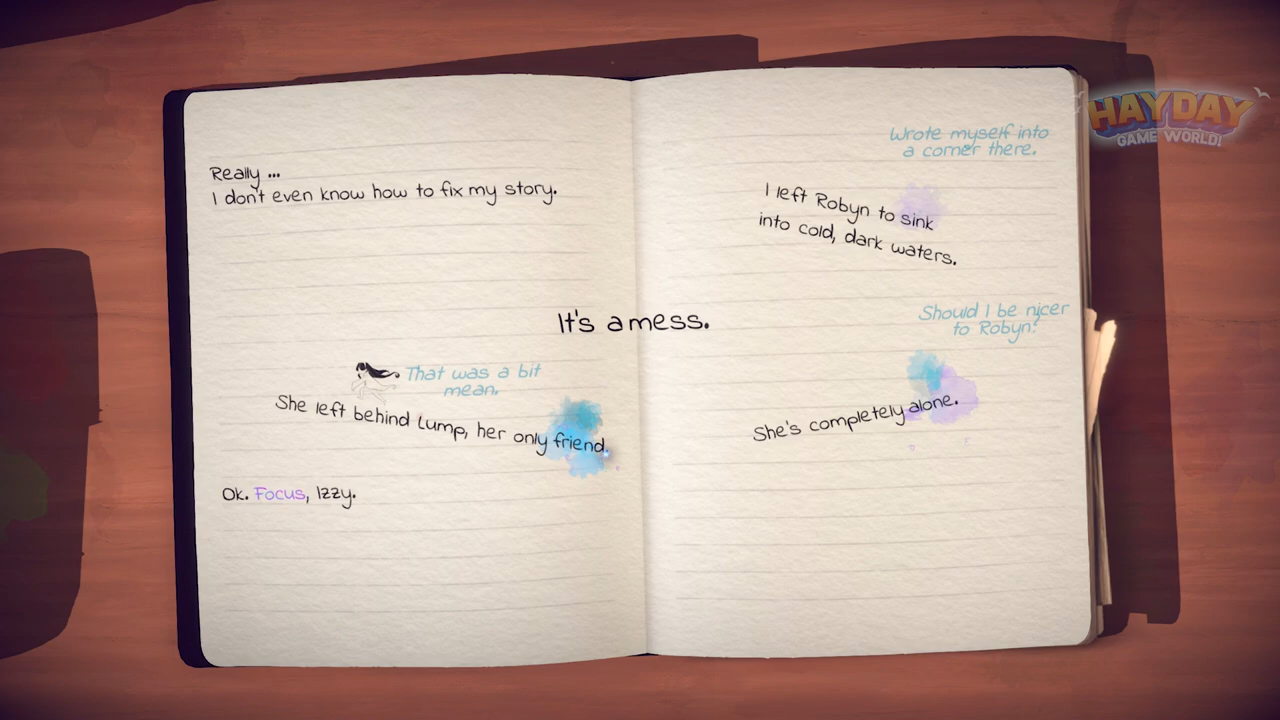 Really ...
I don't even know how to fix my story.
It's a mess.
That was a bit
mean.
She left behind Lump, her only friend.
Ok. Focus, Izzy.
Wrote myself into
a corner there.
I left Robyn to sink
into cold, dark waters.
Should I be nicer
to Robyn?
She's completely alone.
HAYDAY
GAME WORLD!